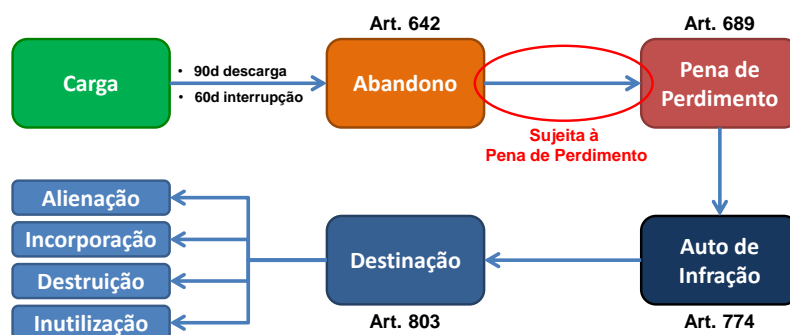 Art. 642
Art. 689
Carga
• 90d descarga
• 60d interrupção
Abandono
Pena de
Perdimento
Sujeita à
Pena de Perdimento
Alienação
Incorporação
Destruição
Inutilização
Destinação
Auto de
Infração
Art. 803
Art. 774